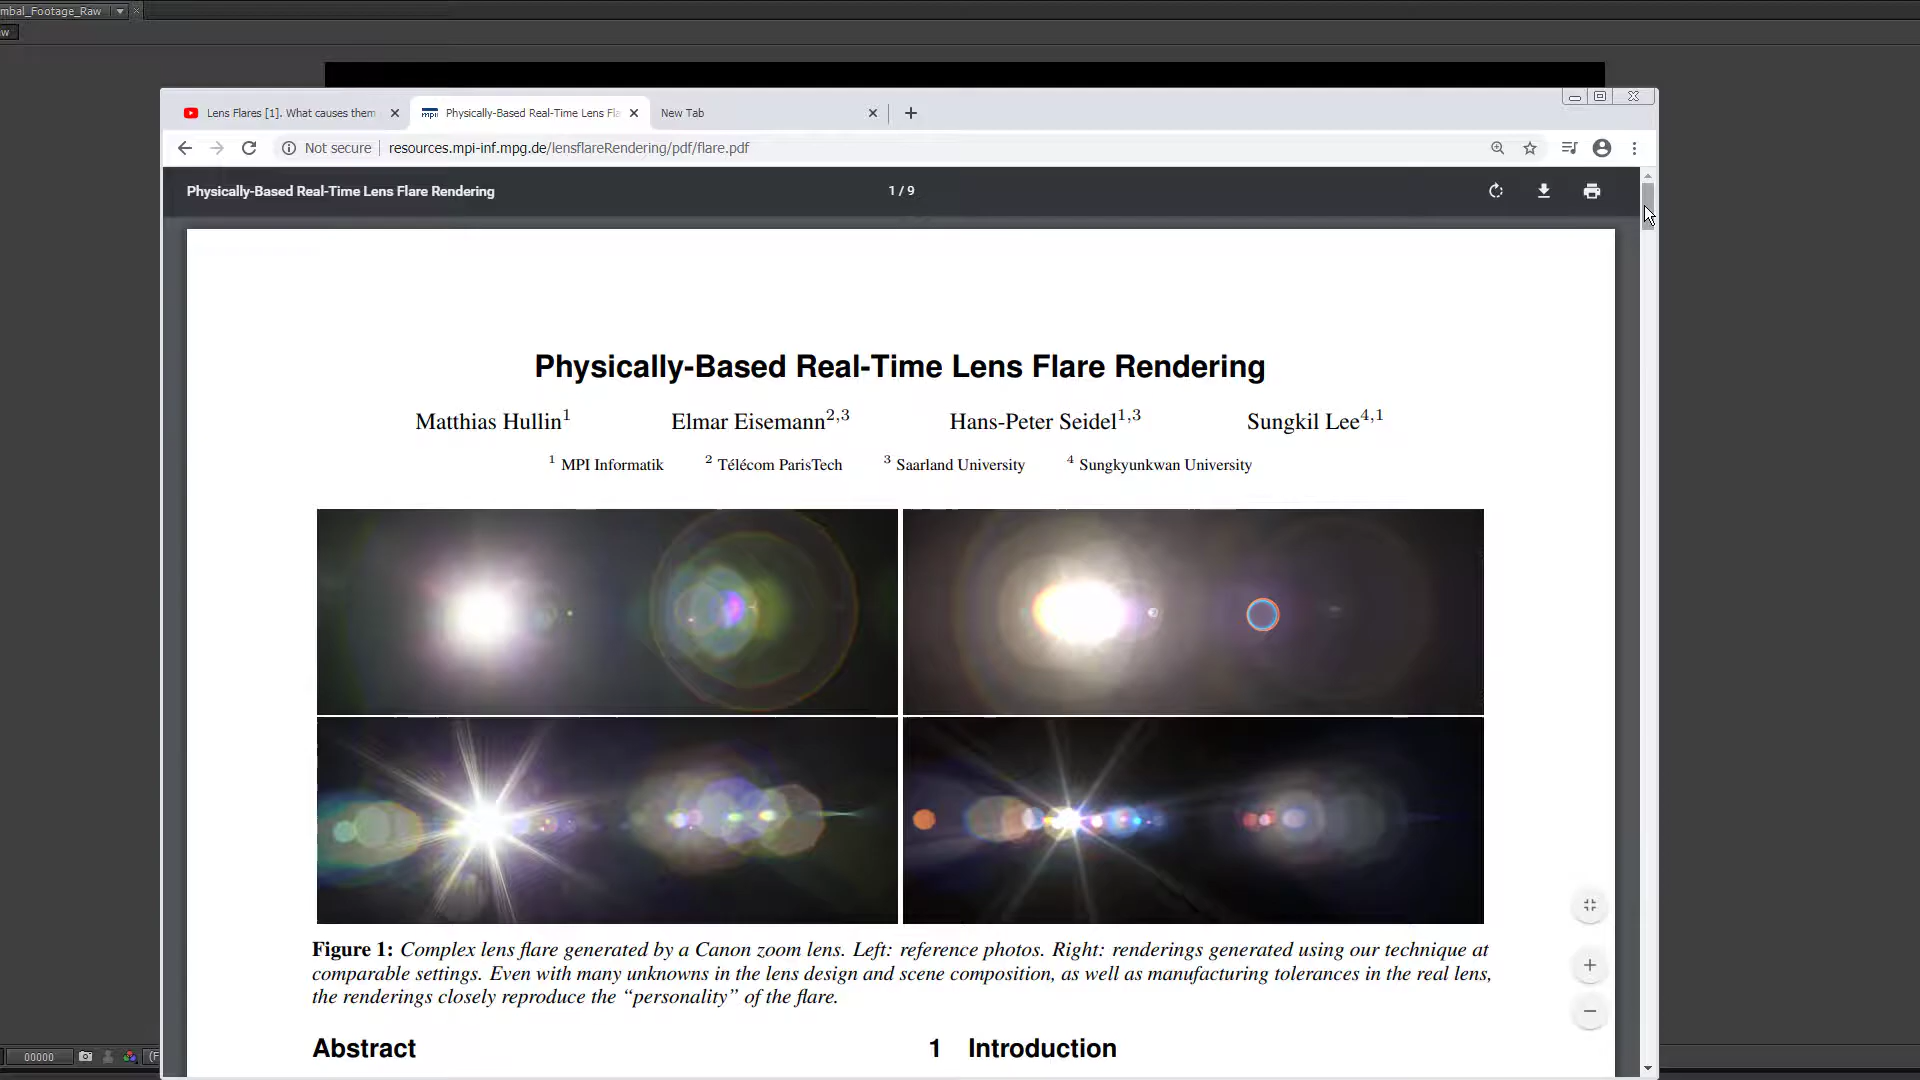 mbal_Footage_Raw
Lens Flares [1]. What causes them
Physically-Based Real-Time Lens Fla
New Tab
Not secure
resources.mpi-inf.mpg.de/lensflareRendering/pdf/flare.pdf
Physically-Based Real-Time Lens Flare Rendering
1 / 9
Physically-Based Real-Time Lens Flare Rendering
Matthias Hullin1 Elmar Eisemann2,3 Hans-Peter Seidel1,3 Sungkil Lee4,1
1 MPI Informatik 2 Télécom ParisTech 3 Saarland University 4 Sungkyunkwan University
Figure 1: Complex lens flare generated by a Canon zoom lens. Left: reference photos. Right: renderings generated using our technique at
comparable settings. Even with many unknowns in the lens design and scene composition, as well as manufacturing tolerances in the real lens,
the renderings closely reproduce the “personality” of the flare.
Abstract
1 Introduction
00000